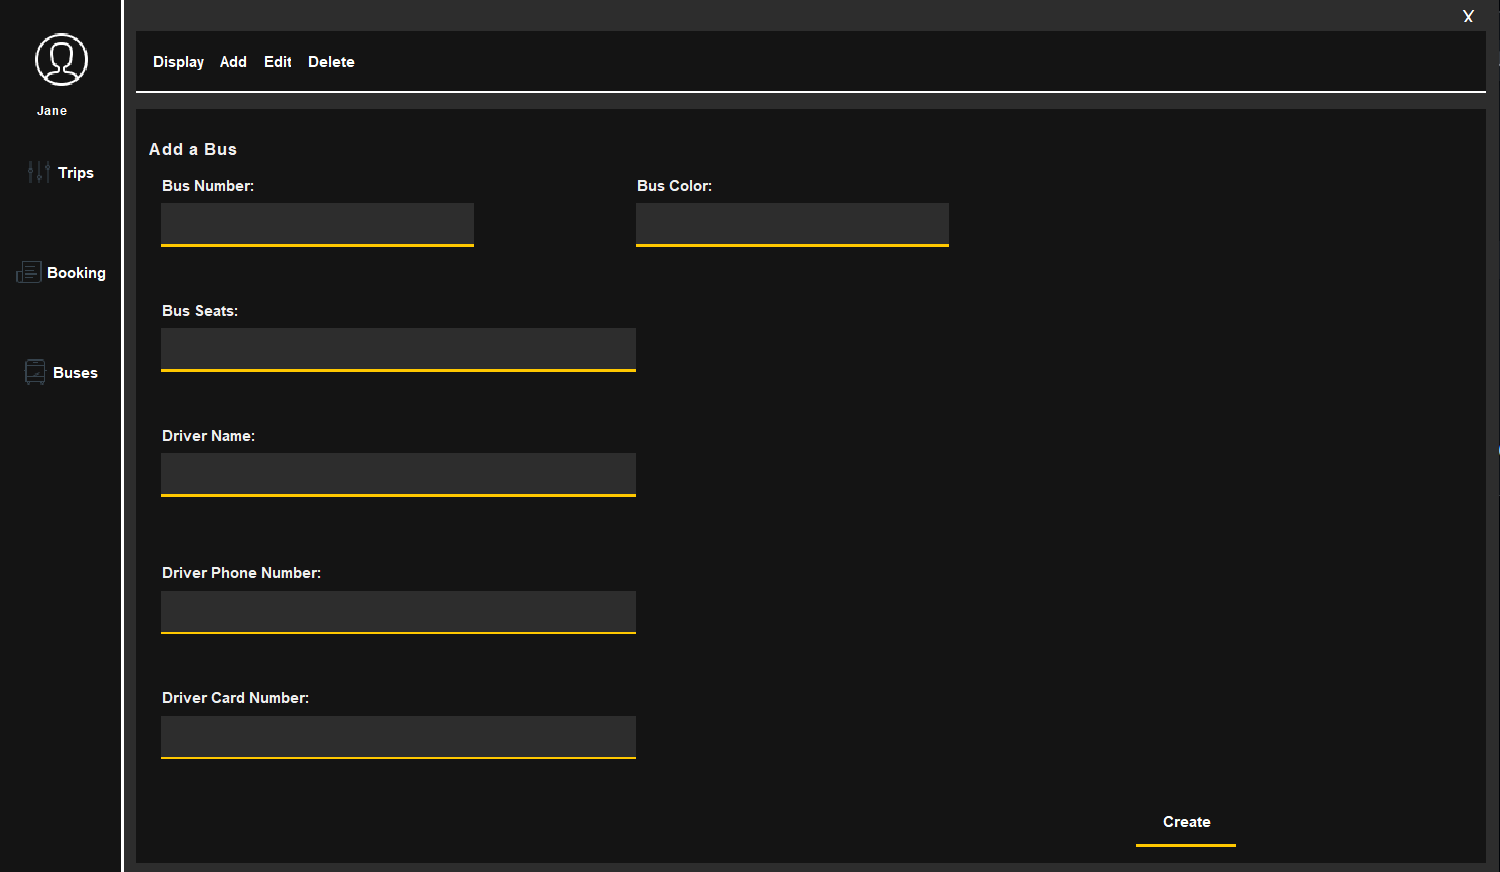 X
Display Add Edit Delete
Jane
Trips
Booking
Buses
Add a Bus
Bus Number:
Bus Color:
Bus Seats:
Driver Name:
Driver Phone Number:
Driver Card Number:
Create